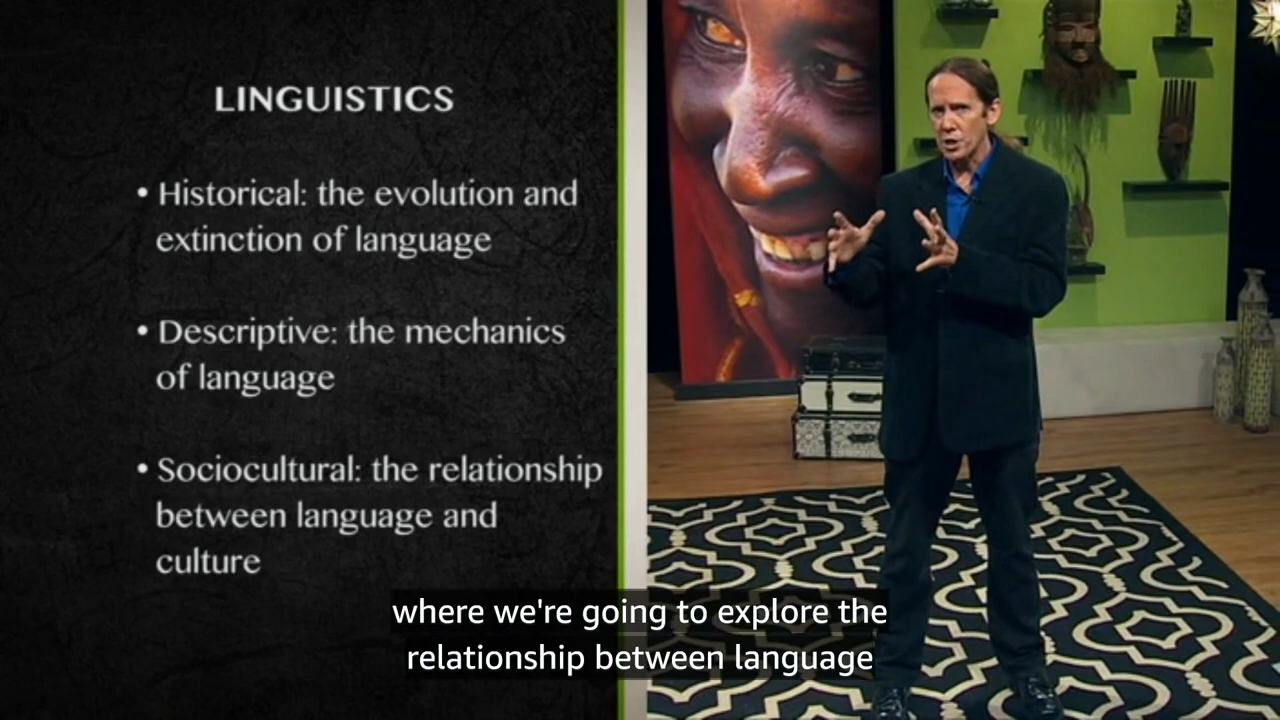 LINGUISTICS
• Historical: the evolution and
extinction of language
• Descriptive: the mechanics
of language
• Sociocultural: the relationship
between language and
culture
where we're going to explore the
relationship between language